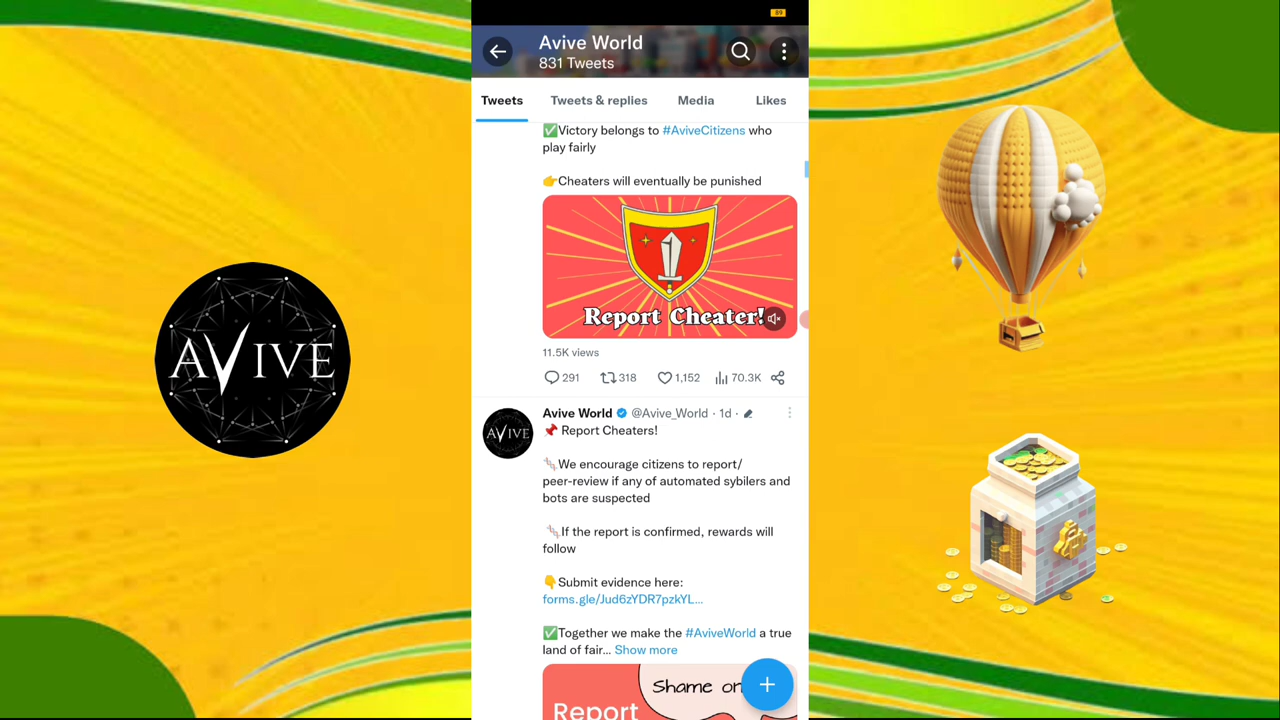 89
Avive World
831 Tweets
Tweets
Tweets & replies
Media
Likes
✅Victory belongs to #AviveCitizens who
play fairly
👉Cheaters will eventually be punished
Report Cheater!
11.5K views
291
318
1,152
70.3K
AVIVE
AVIVE
Avive World @Avive_World · 1d ·
📌 Report Cheaters!
We encourage citizens to report/
peer-review if any of automated sybilers and
bots are suspected
If the report is confirmed, rewards will
follow
👇Submit evidence here:
forms.gle/Jud6zYDR7pzkYL...
✅Together we make the #AviveWorld a true
land of fair... Show more
Shame on
Report